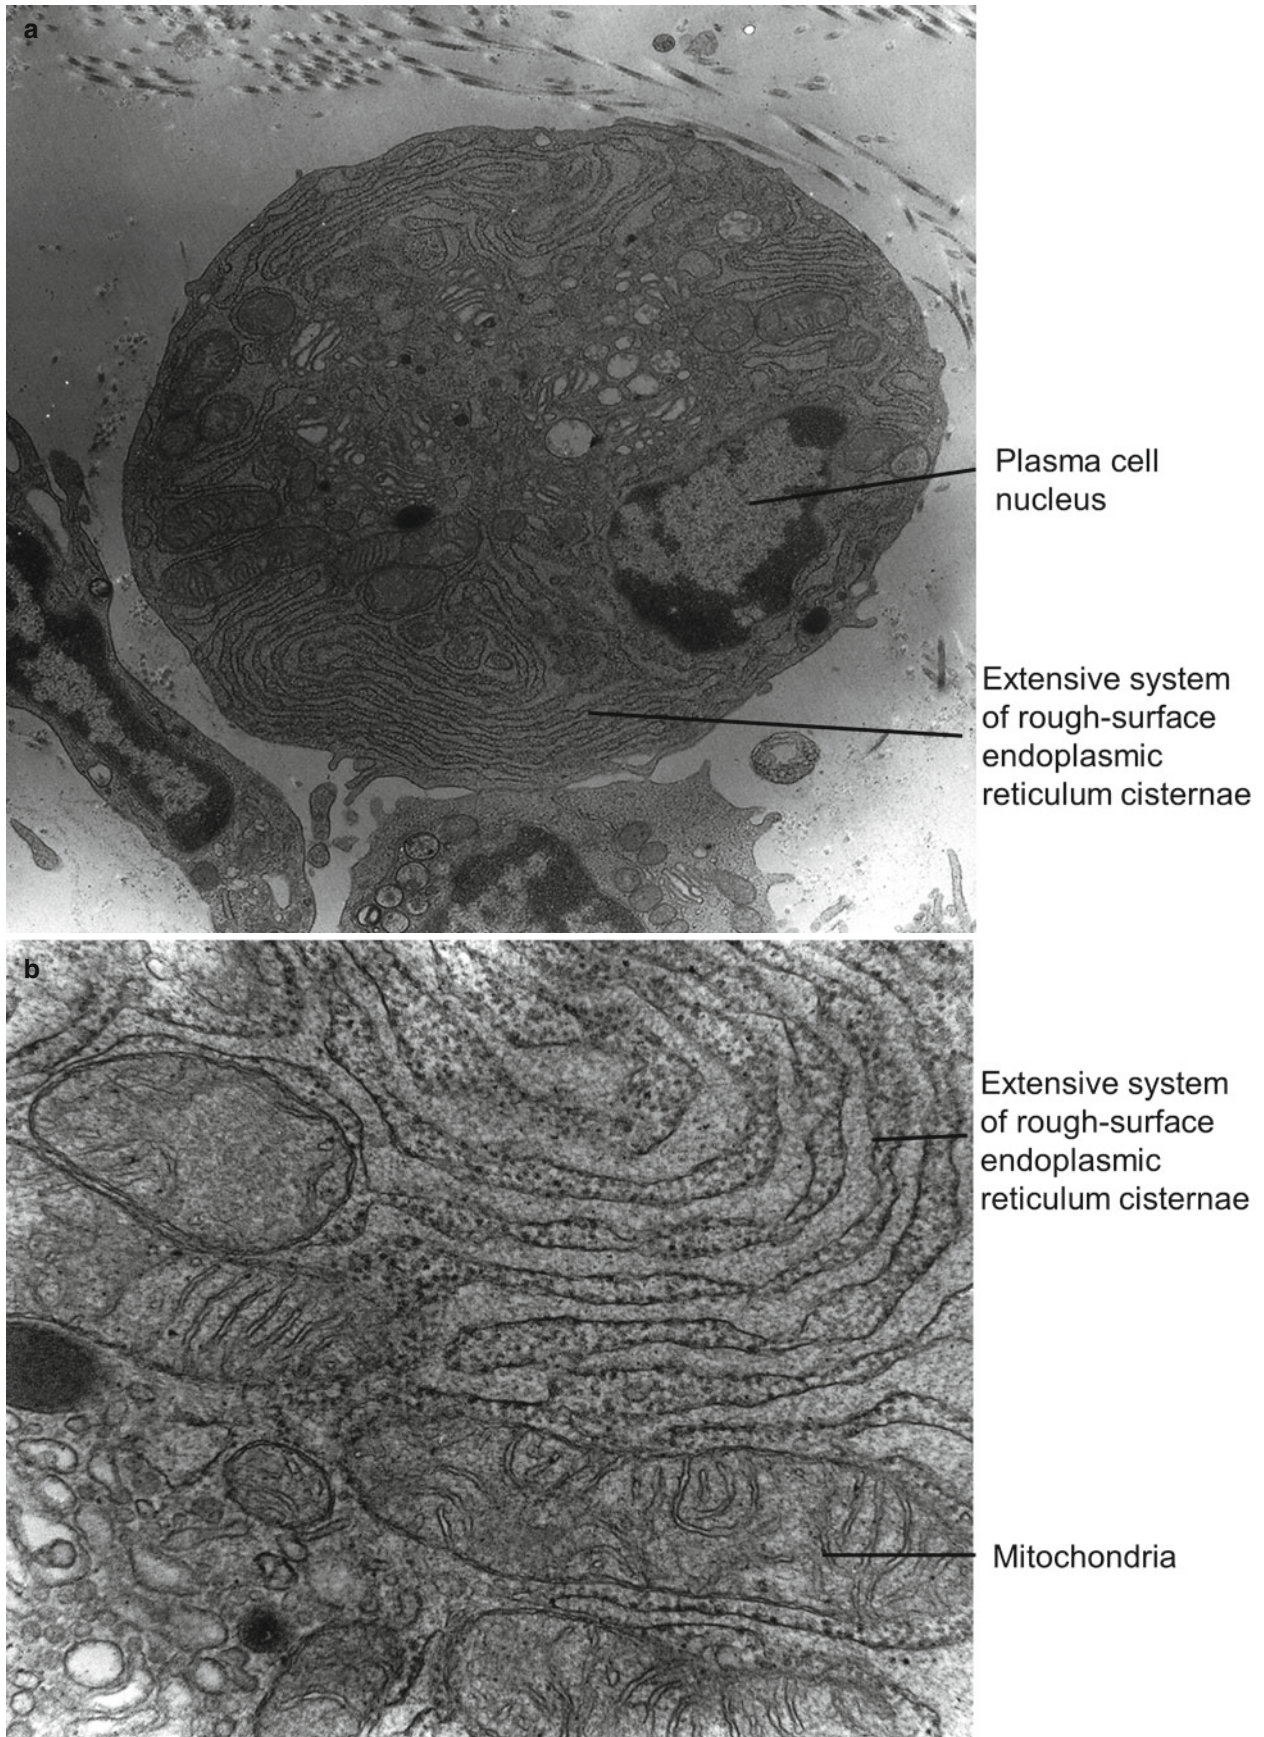 a
Plasma cell
nucleus
Extensive system
of rough-surface
endoplasmic
reticulum cisternae
b
Extensive system
of rough-surface
endoplasmic
reticulum cisternae
Mitochondria